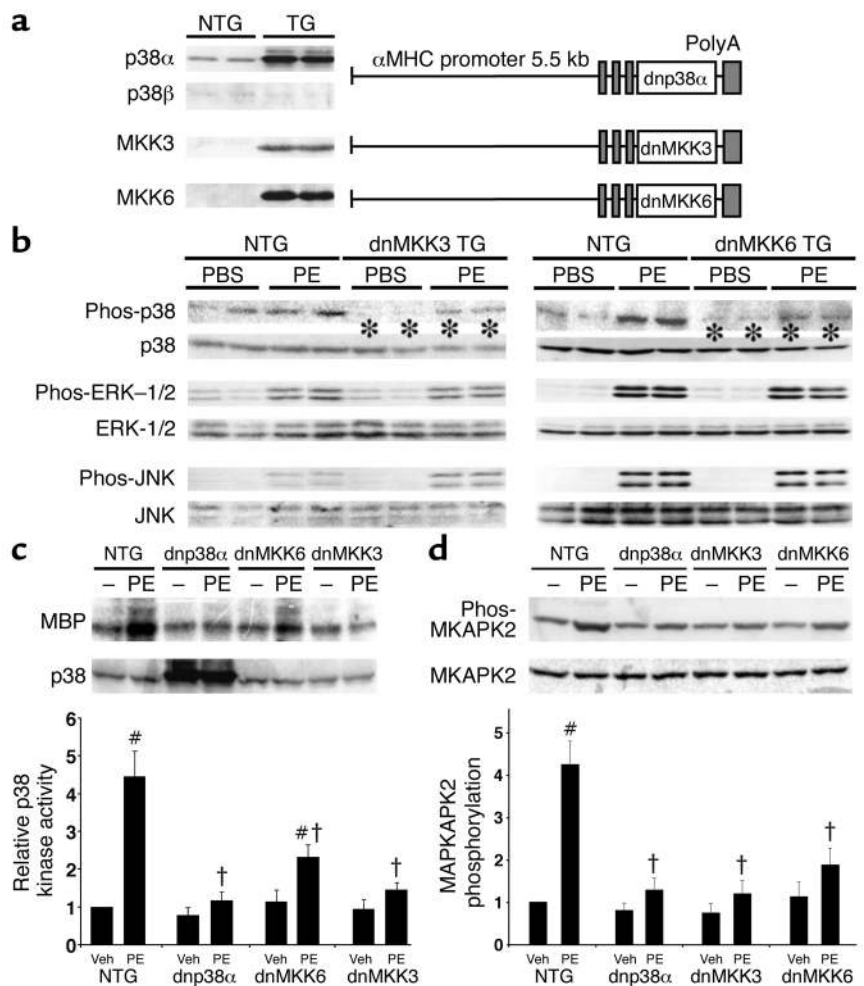 a
NTG TG
p38α
p38β
MKK3
MKK6
αMHC promoter 5.5 kb
PolyA
dnp38α
dnMKK3
dnMKK6
b
NTG dnMKK3 TG
PBS PE PBS PE
NTG dnMKK6 TG
PBS PE PBS PE
Phos-p38
* * * *
* * * *
p38
Phos-ERK–1/2
ERK-1/2
Phos-JNK
JNK
c
NTG dnp38α dnMKK6 dnMKK3
– PE – PE – PE – PE
MBP
p38
Relative p38
kinase activity
6
5
4
3
2
1
0
# † #† †
Veh PE Veh PE Veh PE Veh PE
NTG dnp38α dnMKK6 dnMKK3
d
NTG dnp38α dnMKK3 dnMKK6
– PE – PE – PE – PE
Phos-
MKAPK2
MKAPK2
MAPKAPK2
phosphorylation
5
4
3
2
1
0
# † † †
Veh PE Veh PE Veh PE Veh PE
NTG dnp38α dnMKK3 dnMKK6